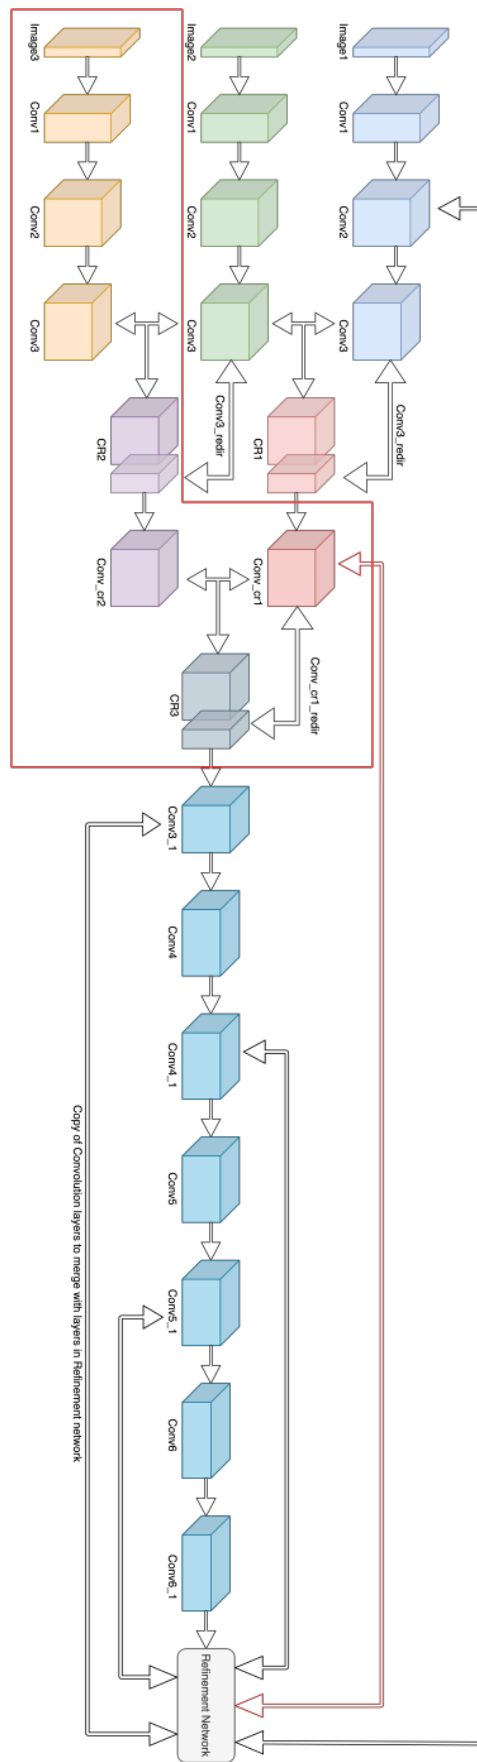 Image1
Conv1
Conv2
Conv3
Conv3_redir
Image2
Conv1
Conv2
Conv3
Conv3_redir
Image3
Conv1
Conv2
Conv3
CR1
Conv_cr1
Conv_cr1_redir
CR2
Conv_cr2
CR3
Conv3_1
Conv4
Conv4_1
Conv5
Conv5_1
Conv6
Conv6_1
Refinement Network
Copy of Convolution layers to merge with layers in Refinement network